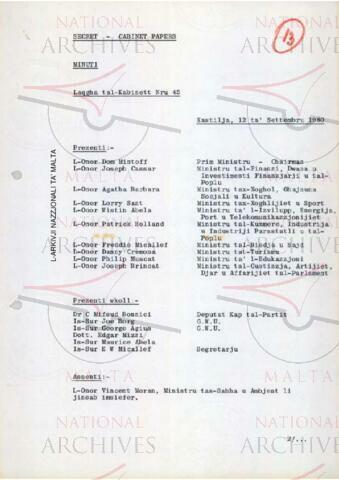 SECRET - CABINET PAPERS
13
MINUTI
Laqgha tal-Kabinett Nru 45
Kastilja, 12 ta' Settembru 1980
Prezenti:-
L-Onor Dom Mintoff Prim Ministru - Chairman
L-Onor Joseph Cassar Ministru tal-Finanzi, Dwana u
Investimenti Finanzjarji u tal-
Poplu
L-Onor Agatha Barbara Ministru tax-Xoghol, Ghajnuna
Socjali u Kultura
L-Onor Lorry Sant Ministru tax-Xoghlijiet u Sport
L-Onor Wistin Abela Ministru ta' l-Izvilupp, Energija,
Port u Telekomunikazzjonijiet
L-Onor Patrick Holland Ministru tal-Kummerc, Industrija
u Industriji Parastatli u tal-
Poplu
L-Onor Freddie Micallef Ministru tal-Biedja u Sajd
L-Onor Danny Cremona Ministru tat-Turizmu
L-Onor Philip Muscat Ministru ta' l-Edukazzjoni
L-Onor Joseph Brincat Ministru tal-Gustizzja, Artijiet,
Djar u Affarijiet tal-Parlament
Prezenti wkoll:-
Dr C Mifsud Bonnici Deputat Kap tal-Partit
Is-Sur Joe Borg G.W.U.
Is-Sur George Agius G.W.U.
Dott. Edgar Mizzi
Is-Sur Maurice Abela
Is-Sur E W Micallef Segretarju
Assenti:-
L-Onor Vincent Moran, Ministru tas-Sahha u Ambjent li
jinsab imsiefer.
2/...
L-ARKIVJI NAZZJONALI TA' MALTA
NATIONAL
ARCHIVES
MALTA
NATIONAL
ARCHIVES